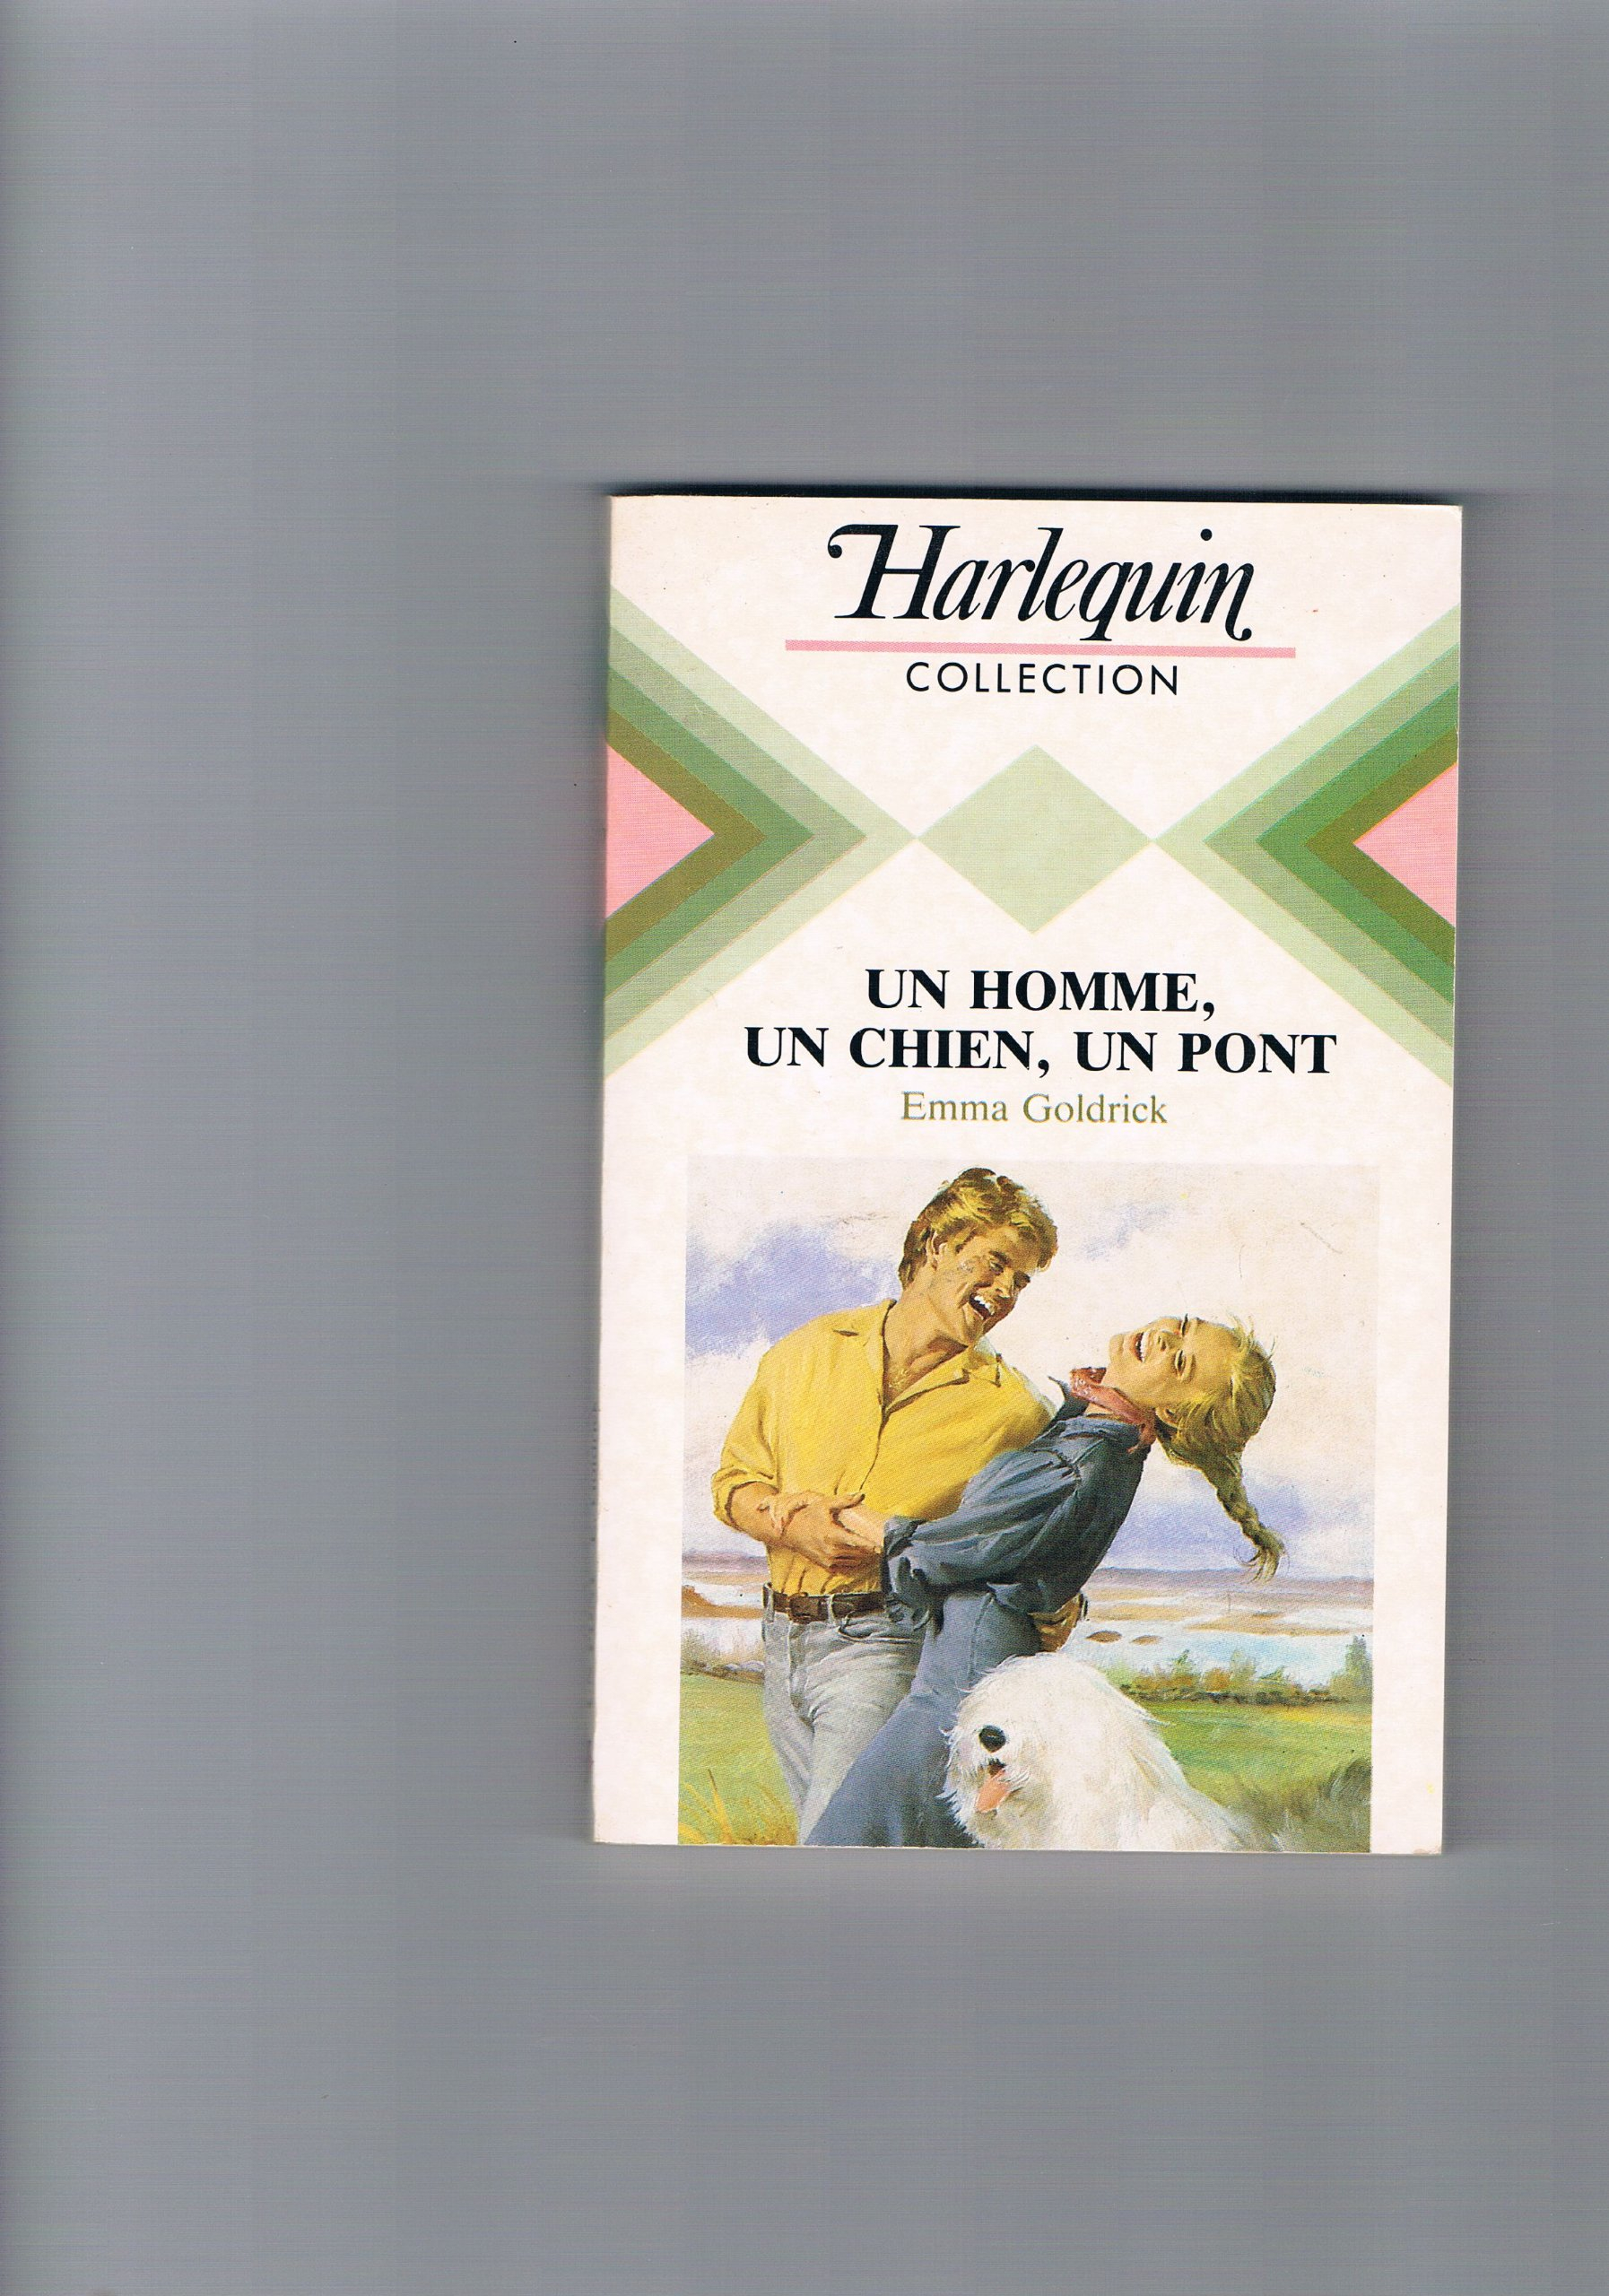 Harlequin
COLLECTION
UN HOMME,
UN CHIEN, UN PONT
Emma Goldrick